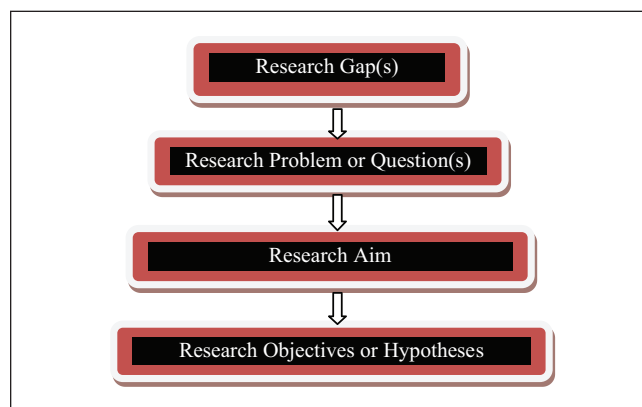 Research Gap(s)
Research Problem or Question(s)
Research Aim
Research Objectives or Hypotheses